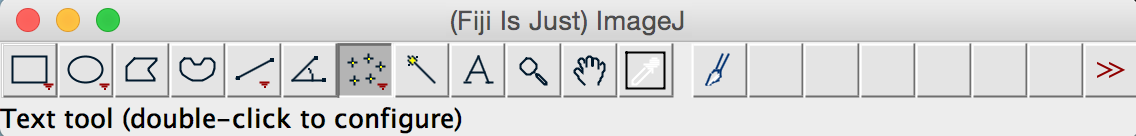 (Fiji Is Just) ImageJ
A
Text tool (double-click to configure)